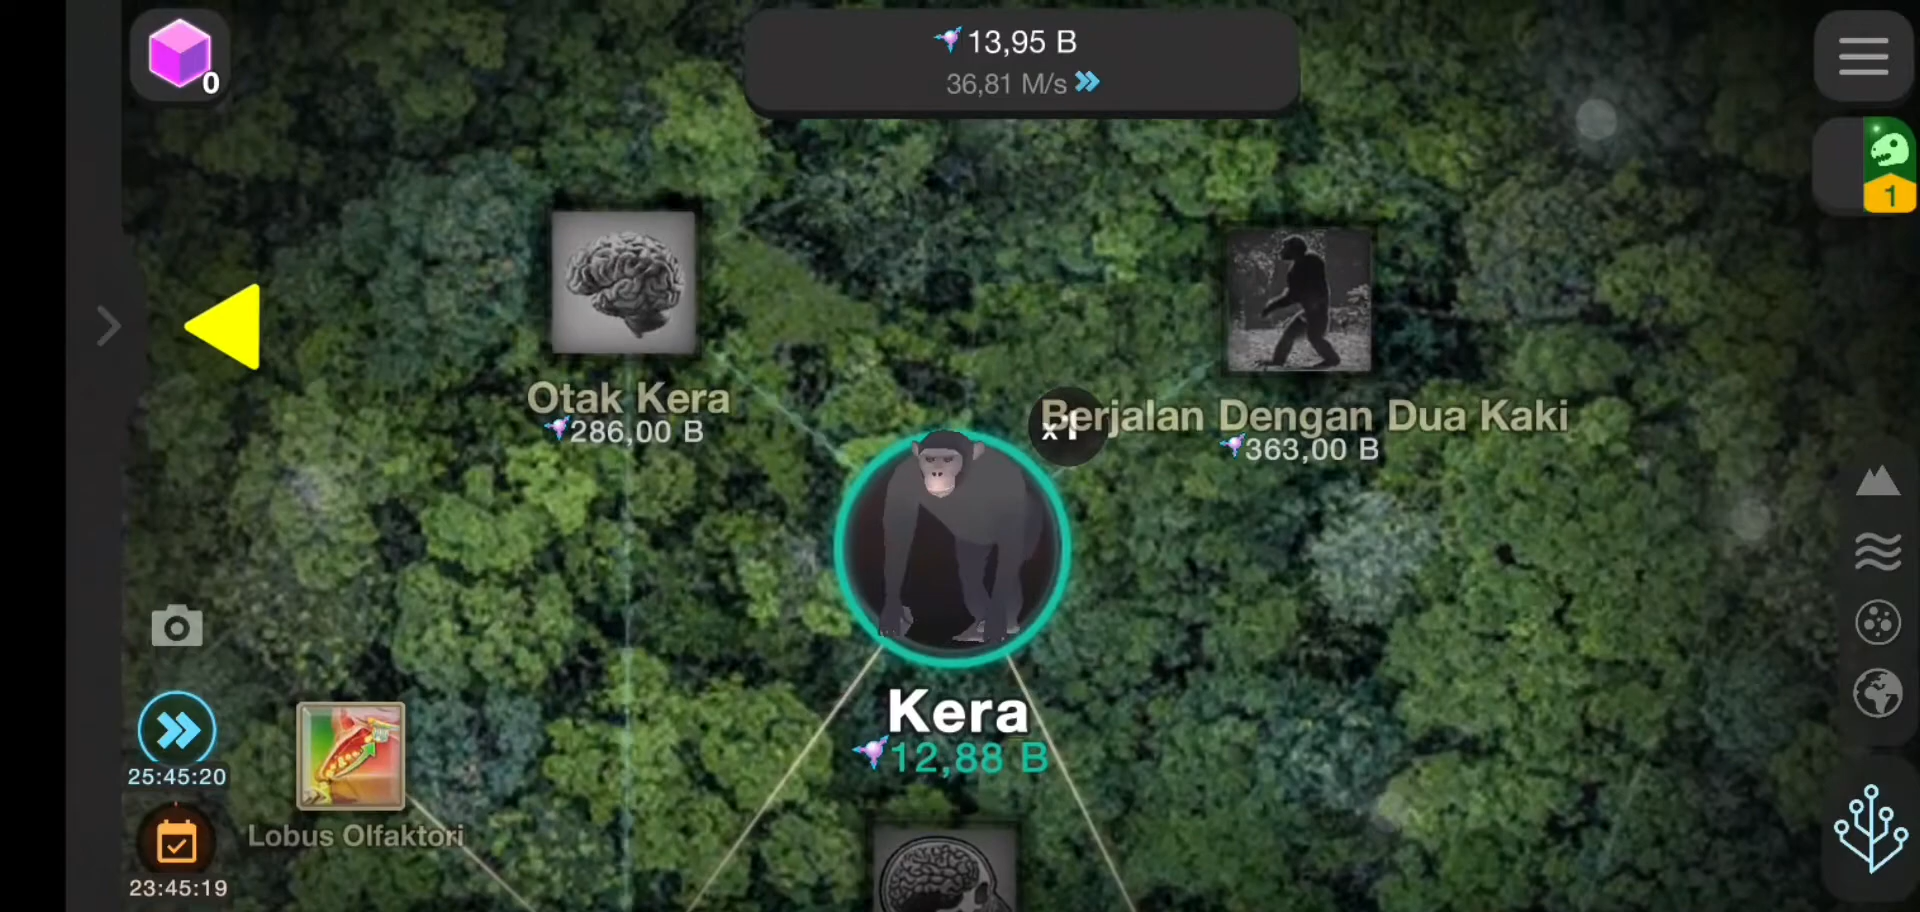 0
13,95 B
36,81 M/s
1
Otak Kera
286,00 B
Berjalan Dengan Dua Kaki
x1
363,00 B
Kera
12,88 B
25:45:20
Lobus Olfaktori
23:45:19